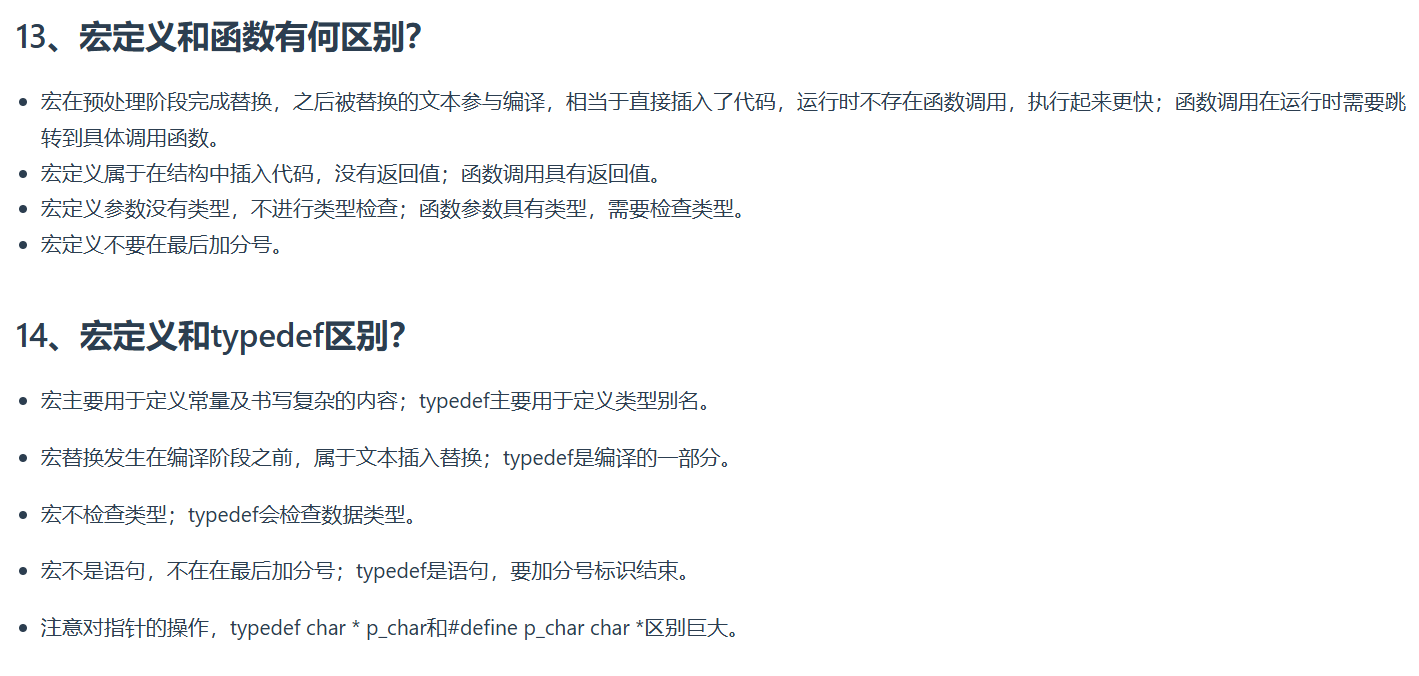 13、宏定义和函数有何区别？
宏在预处理阶段完成替换，之后被替换的文本参与编译，相当于直接插入了代码，运行时不存在函数调用，执行起来更快；函数调用在运行时需要跳
转到具体调用函数。
宏定义属于在结构中插入代码，没有返回值；函数调用具有返回值。
宏定义参数没有类型，不进行类型检查；函数参数具有类型，需要检查类型。
宏定义不要在最后加分号。
14、宏定义和typedef区别？
宏主要用于定义常量及书写复杂的内容；typedef主要用于定义类型别名。
宏替换发生在编译阶段之前，属于文本插入替换；typedef是编译的一部分。
宏不检查类型；typedef会检查数据类型。
宏不是语句，不在在最后加分号；typedef是语句，要加分号标识结束。
注意对指针的操作，typedef char * p_char和#define p_char char *区别巨大。